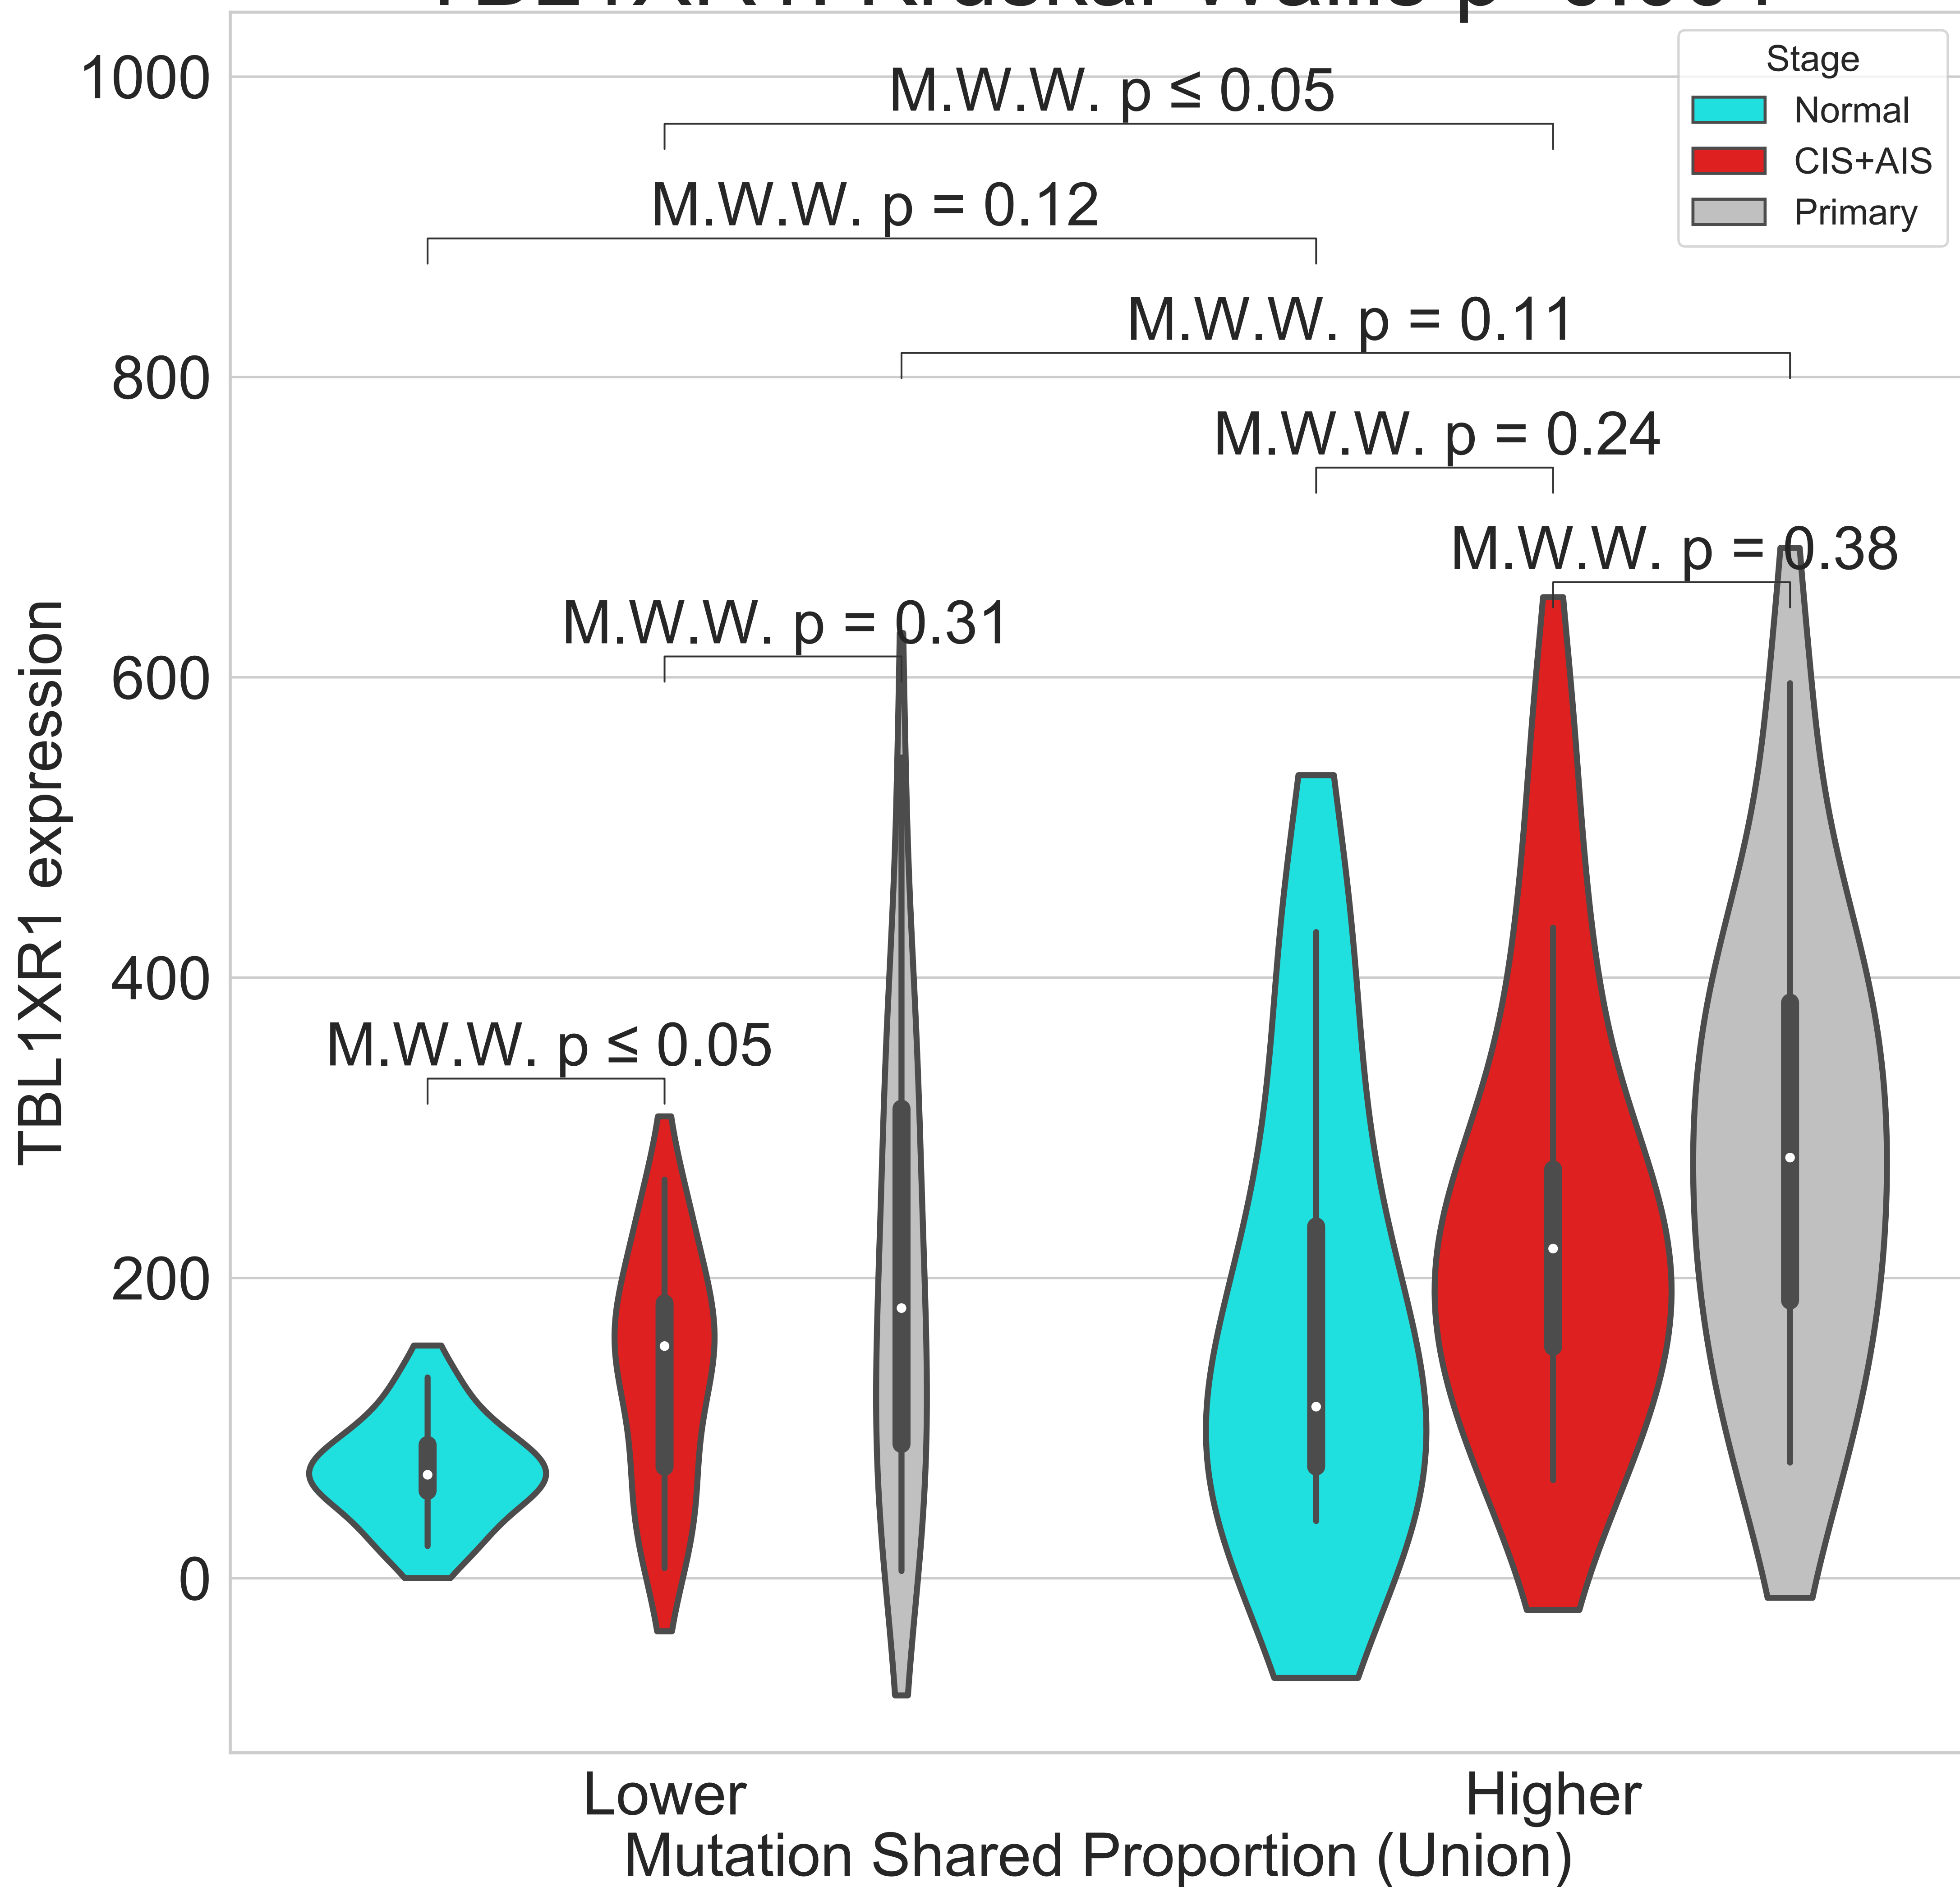 1000
M.W.W. p ≤ 0.05
Stage
Normal
CIS+AIS
Primary
M.W.W. p = 0.12
M.W.W. p = 0.11
800
M.W.W. p = 0.24
M.W.W. p = 0.38
M.W.W. p = 0.31
600
TBL1XR1 expression
400
M.W.W. p ≤ 0.05
200
0
Lower
Higher
Mutation Shared Proportion (Union)